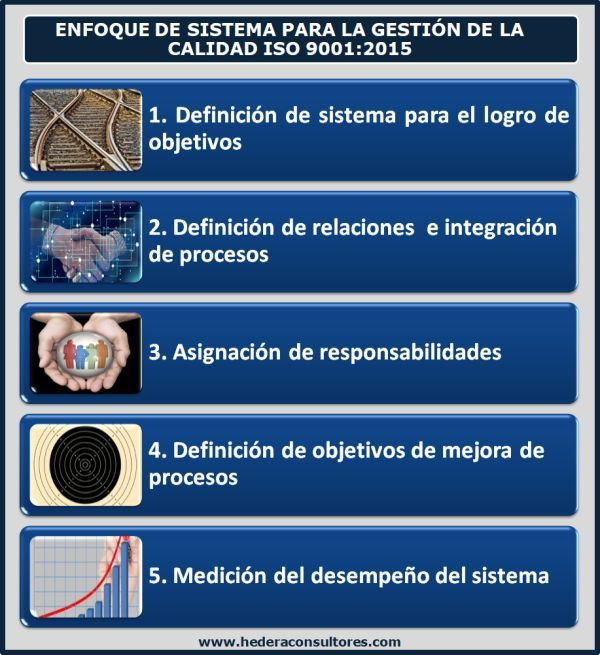 ENFOQUE DE SISTEMA PARA LA GESTIÓN DE LA
CALIDAD ISO 9001:2015
1. Definición de sistema para el logro de
objetivos
2. Definición de relaciones e integración
de procesos
3. Asignación de responsabilidades
4. Definición de objetivos de mejora de
procesos
5. Medición del desempeño del sistema
www.hederaconsultores.com